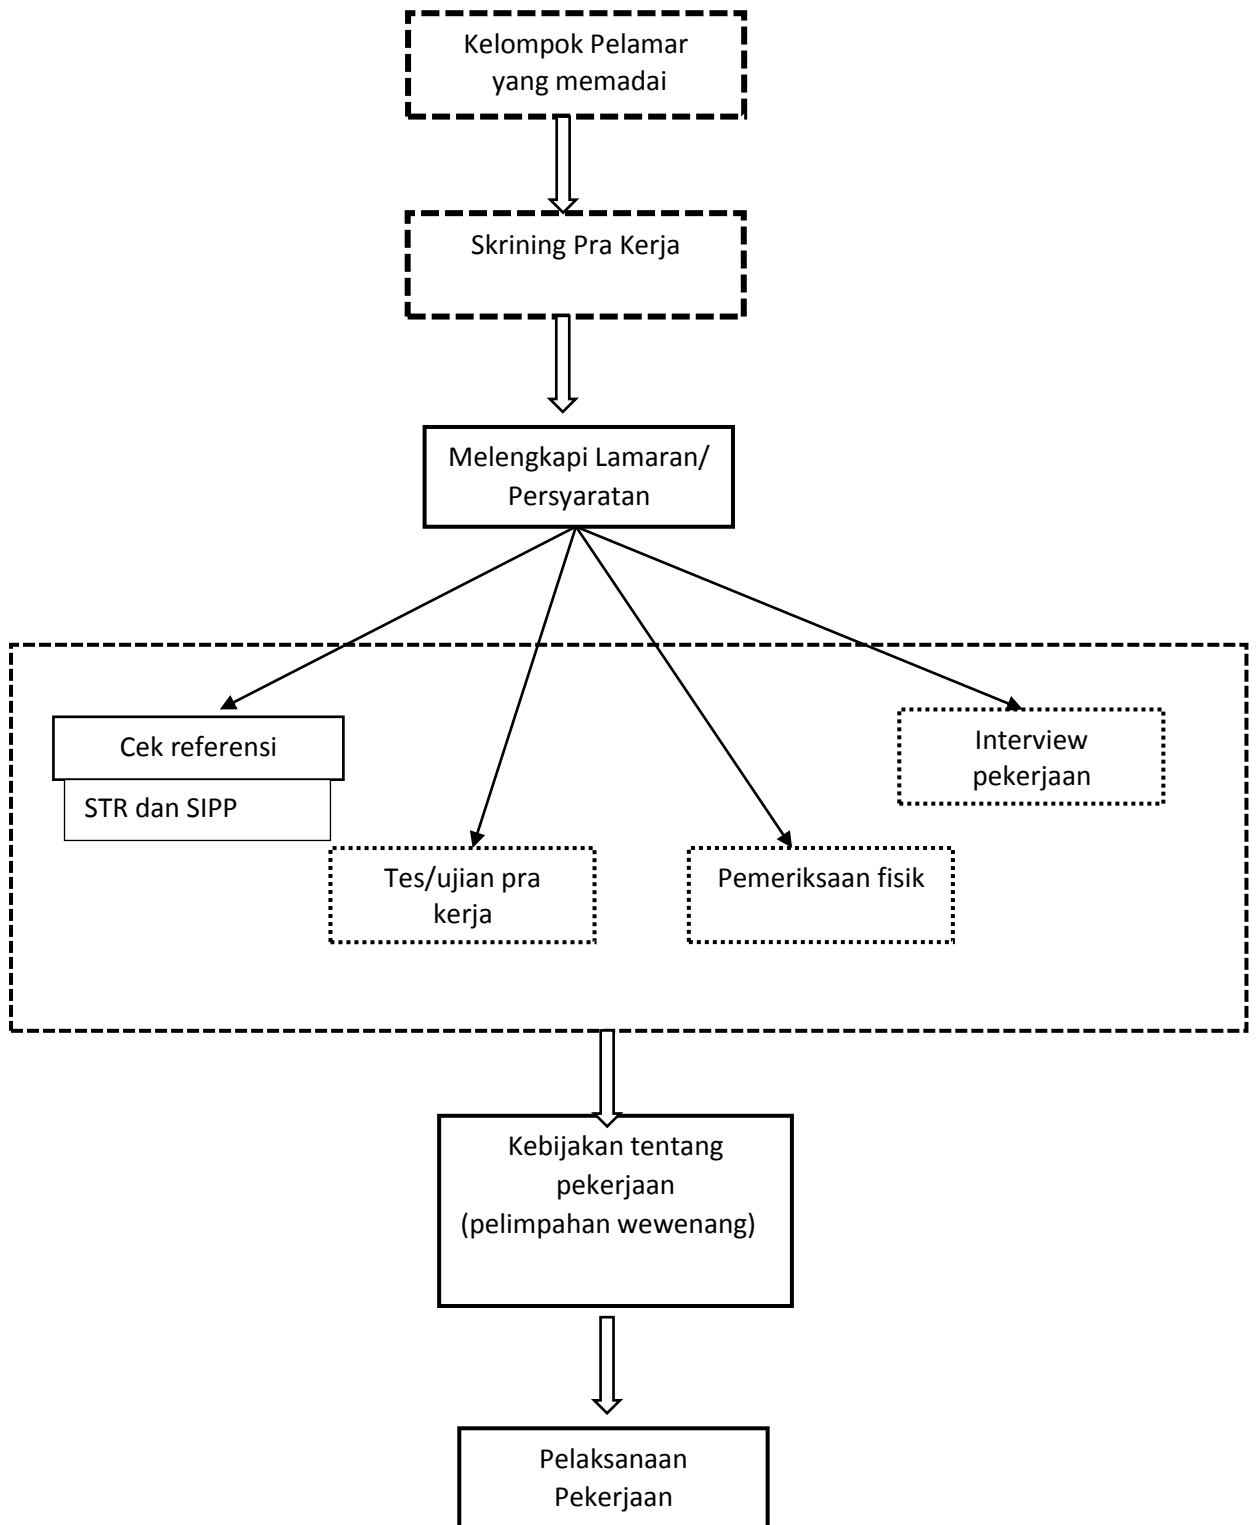 Kelompok Pelamar
yang memadai
Skrining Pra Kerja
Melengkapi Lamaran/
Persyaratan
Cek referensi
STR dan SIPP
Interview
pekerjaan
Tes/ujian pra
kerja
Pemeriksaan fisik
Kebijakan tentang
pekerjaan
(pelimpahan wewenang)
Pelaksanaan
Pekerjaan